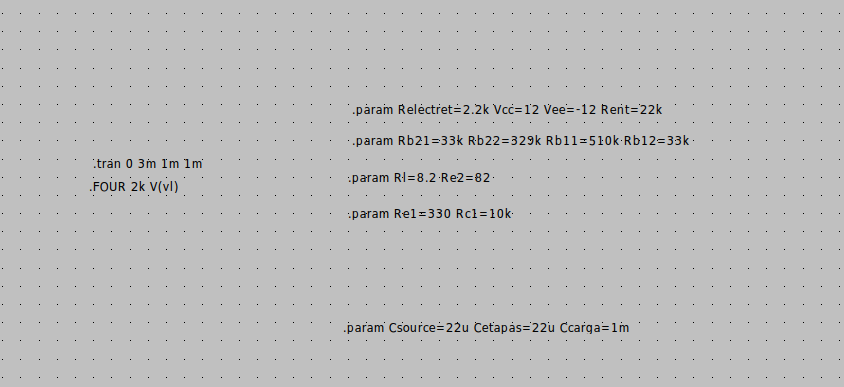 .param Relectret=2.2k Vcc=12 Vee=-12 Rent=22k
.param Rb21=33k Rb22=329k Rb11=510k Rb12=33k
.tran 0 3m 1m 1m
.param Rl=8.2 Re2=82
.FOUR 2k V(vl)
.param Re1=330 Rc1=10k
.param Csource=22u Cetapas=22u Ccarga=1m